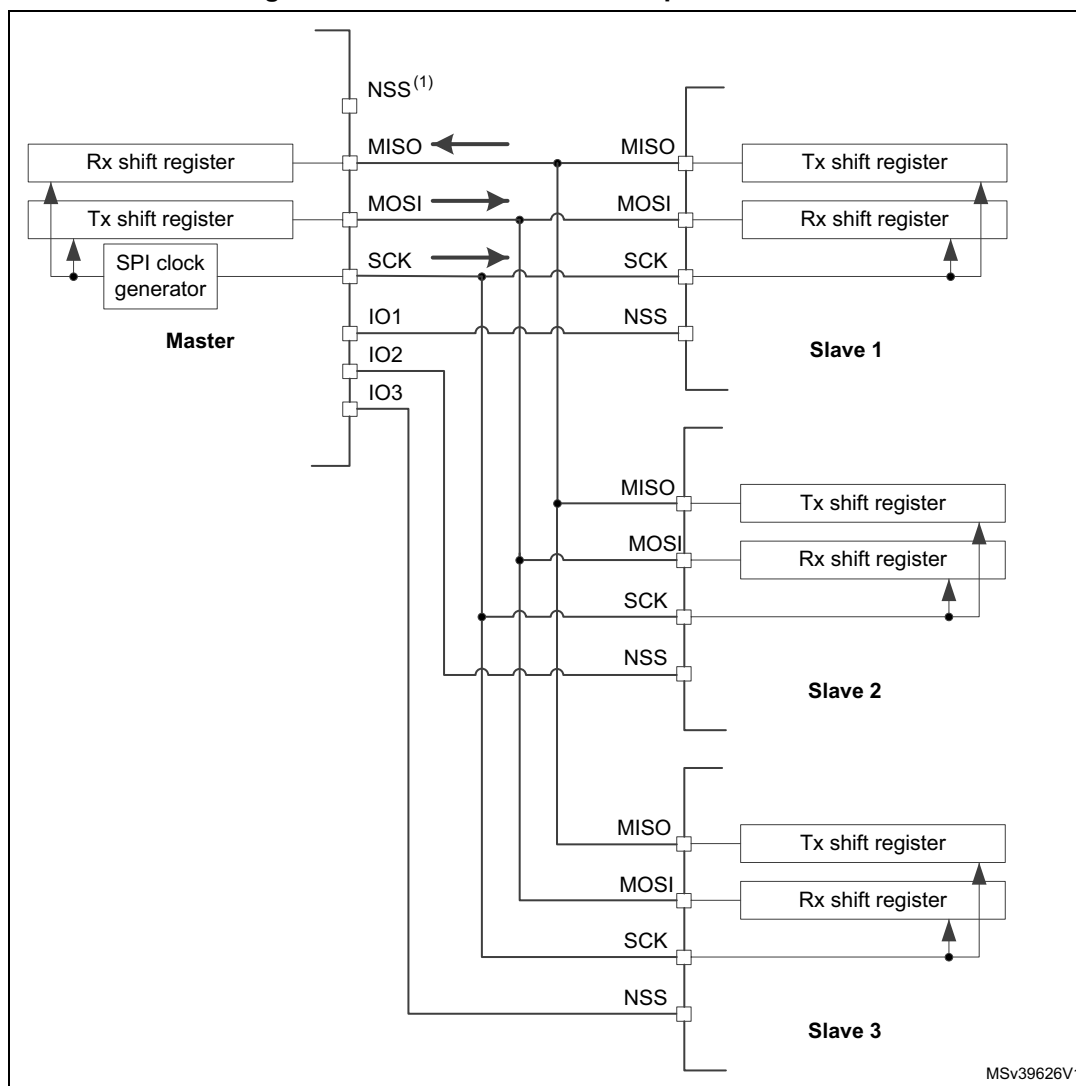 NSS(1)
MISO
MISO
Rx shift register
Tx shift register
MOSI
MOSI
Tx shift register
Rx shift register
SCK
SCK
SPI clock
generator
IO1
NSS
Master
Slave 1
IO2
IO3
MISO
Tx shift register
MOSI
Rx shift register
SCK
NSS
Slave 2
MISO
Tx shift register
MOSI
Rx shift register
SCK
NSS
Slave 3